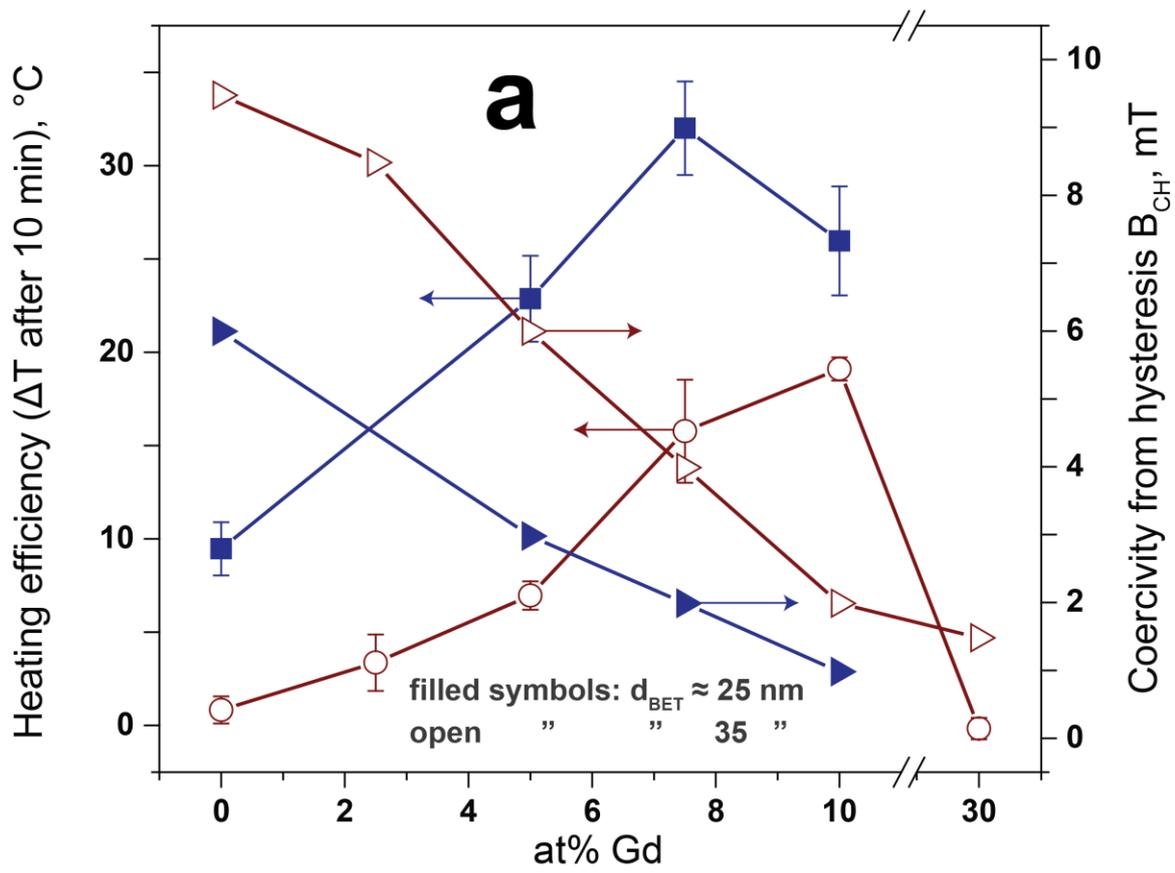 a
Heating efficiency (ΔT after 10 min), °C
30
20
10
0
10
8
6
4
2
0
Coercivity from hysteresis B_CH, mT
filled symbols: d_BET ≈ 25 nm
open ” ” 35 ”
0 2 4 6 8 10 30
at% Gd